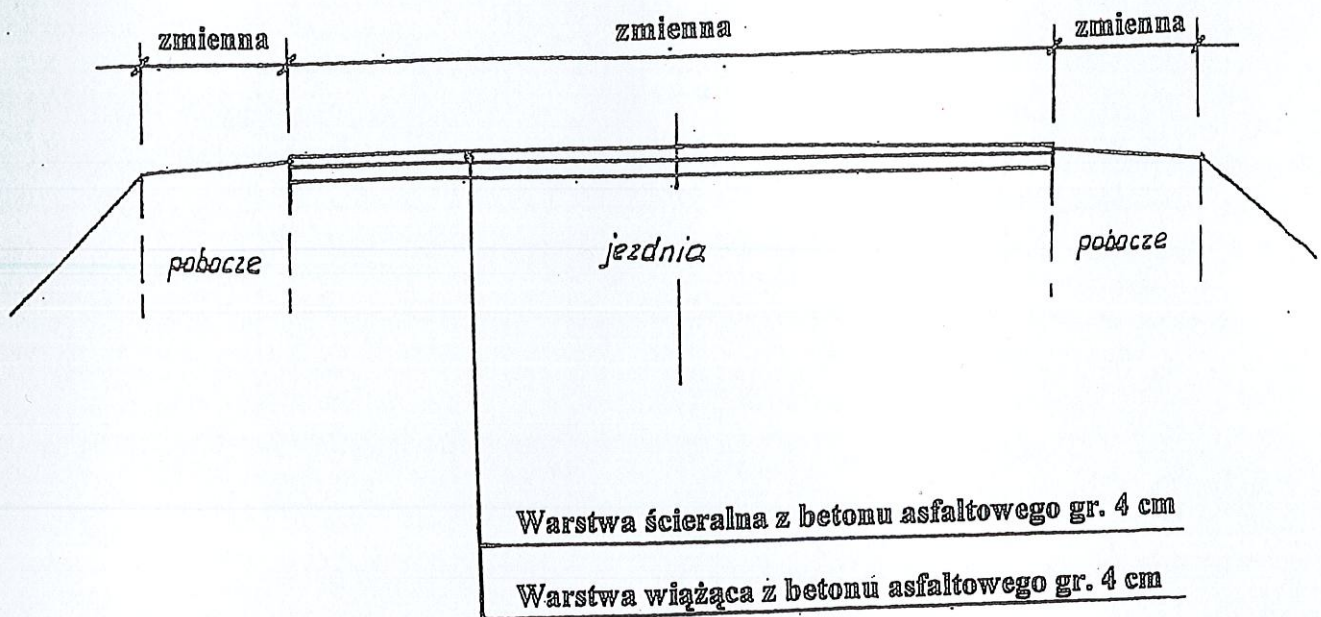 zmienna zmienna zmienna
pobocze jezdnia pobocze
Warstwa ścieralna z betonu asfaltowego gr. 4 cm
Warstwa wiążąca z betonu asfaltowego gr. 4 cm